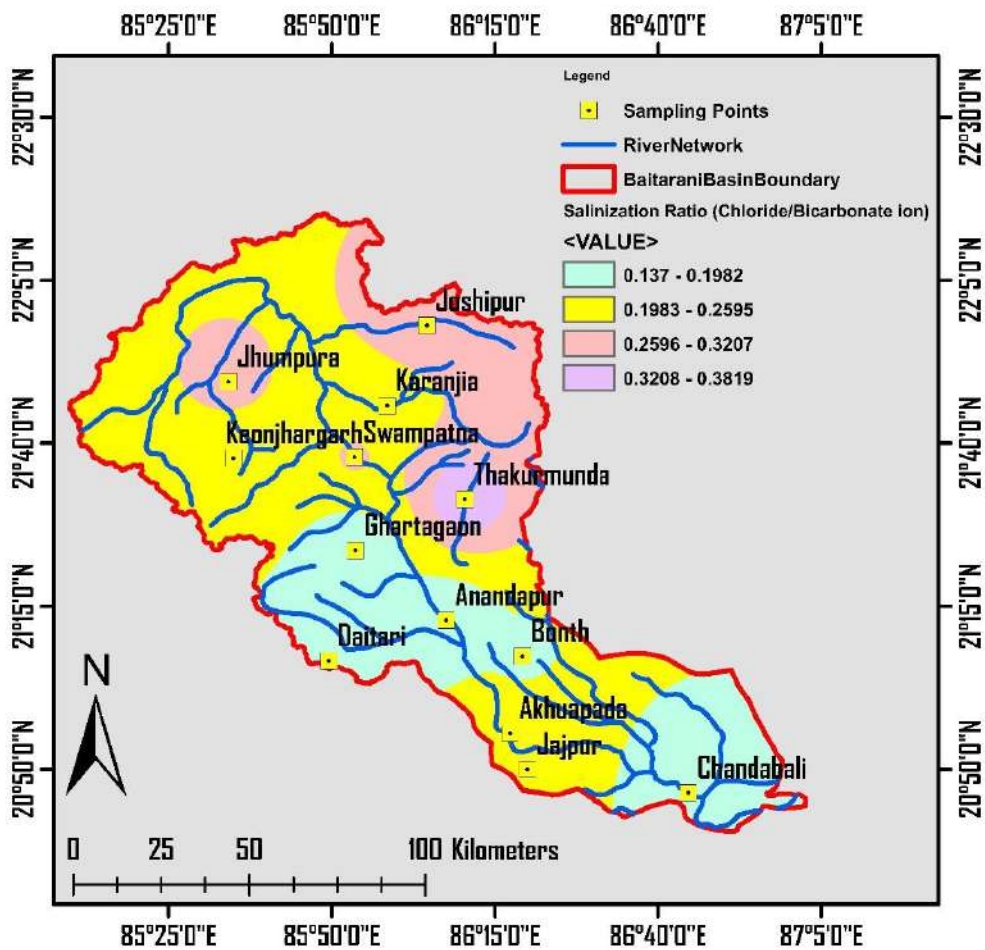 85°25'0"E 85°50'0"E 86°15'0"E 86°40'0"E 87°5'0"E
Legend
22°30'0"N 22°30'0"N
Sampling Points
RiverNetwork
BaitaraniBasinBoundary
Salinization Ratio (Chloride/Bicarbonate ion)
<VALUE>
22°5'0"N 22°5'0"N
0.137 - 0.1982
0.1983 - 0.2595
0.2596 - 0.3207
0.3208 - 0.3819
Joshipur
Jhumpura
Karanjia
21°40'0"N 21°40'0"N
Keonjhargarh Swampatna
Thakurmunda
Ghartagaon
21°15'0"N 21°15'0"N
Anandapur
Daitari Bonth
N
Akhuapada
Jajpur
20°50'0"N 20°50'0"N
Chandabali
0 25 50 100 Kilometers
85°25'0"E 85°50'0"E 86°15'0"E 86°40'0"E 87°5'0"E